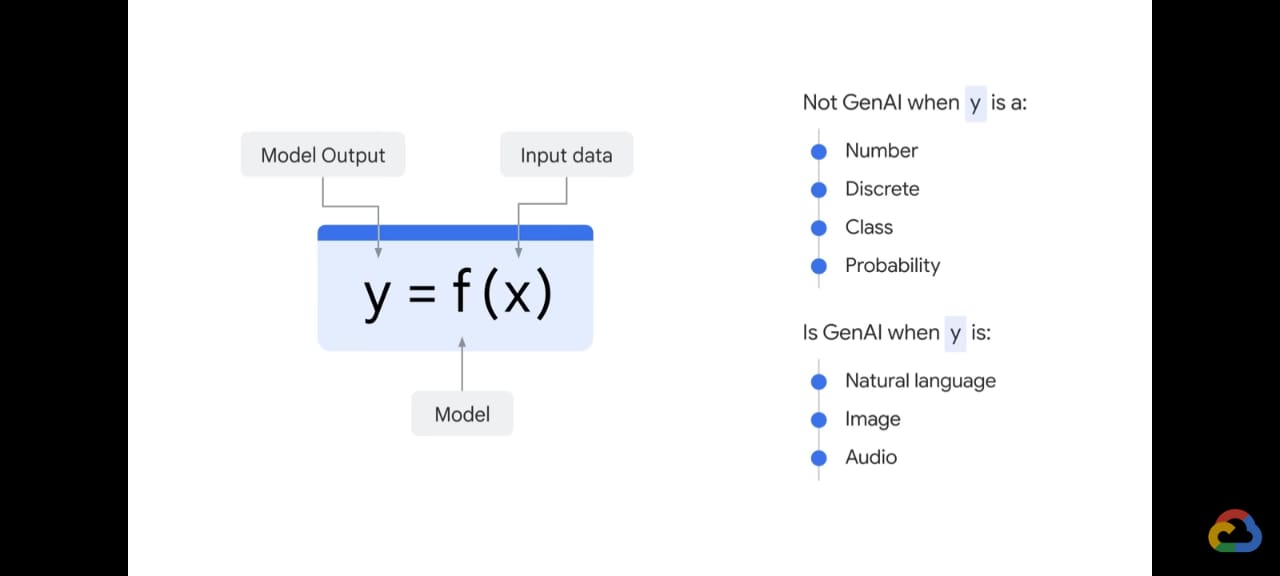 Model Output
Input data
y = f (x)
Model
Not GenAI when y is a:
Number
Discrete
Class
Probability
Is GenAI when y is:
Natural language
Image
Audio